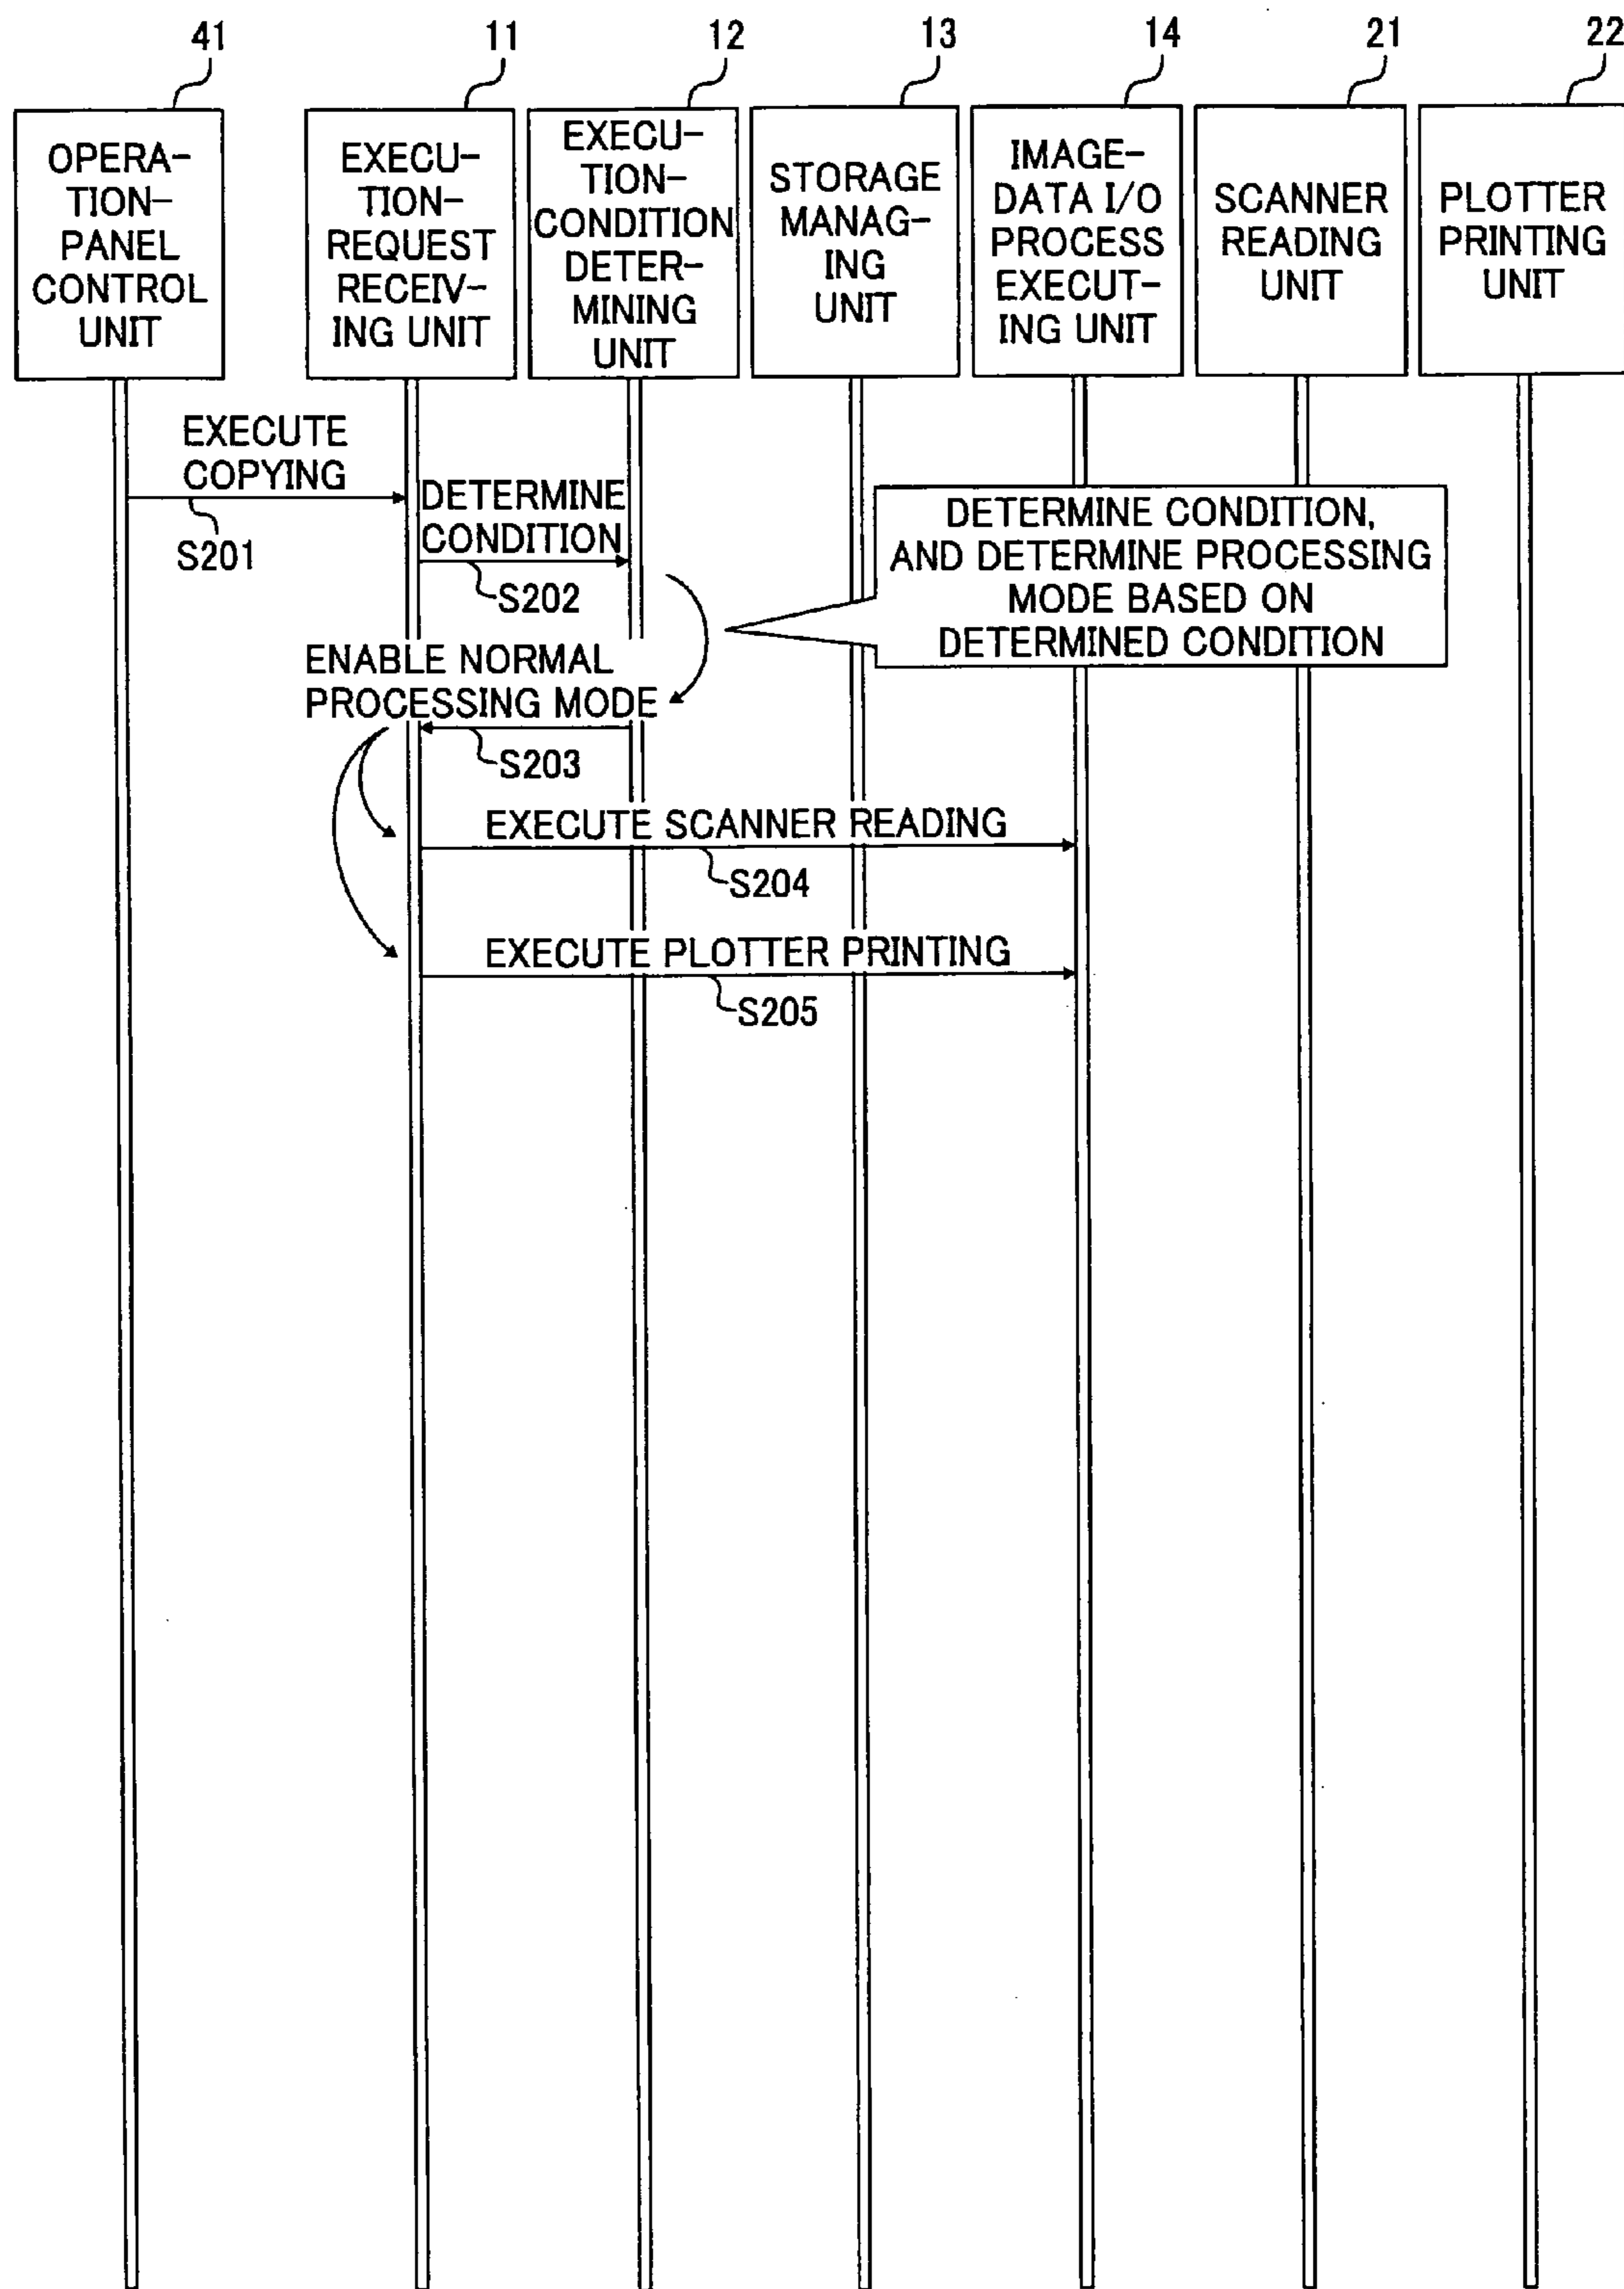 41
11
12
13
14
21
22
OPERA-
TION-
PANEL
CONTROL
UNIT
EXECU-
TION-
REQUEST
RECEIV-
ING UNIT
EXECU-
TION-
CONDITION
DETER-
MINING
UNIT
STORAGE
MANAG-
ING
UNIT
IMAGE-
DATA I/O
PROCESS
EXECUT-
ING UNIT
SCANNER
READING
UNIT
PLOTTER
PRINTING
UNIT
EXECUTE
COPYING
S201
DETERMINE
CONDITION
S202
DETERMINE CONDITION,
AND DETERMINE PROCESSING
MODE BASED ON
DETERMINED CONDITION
ENABLE NORMAL
PROCESSING MODE
S203
EXECUTE SCANNER READING
S204
EXECUTE PLOTTER PRINTING
S205